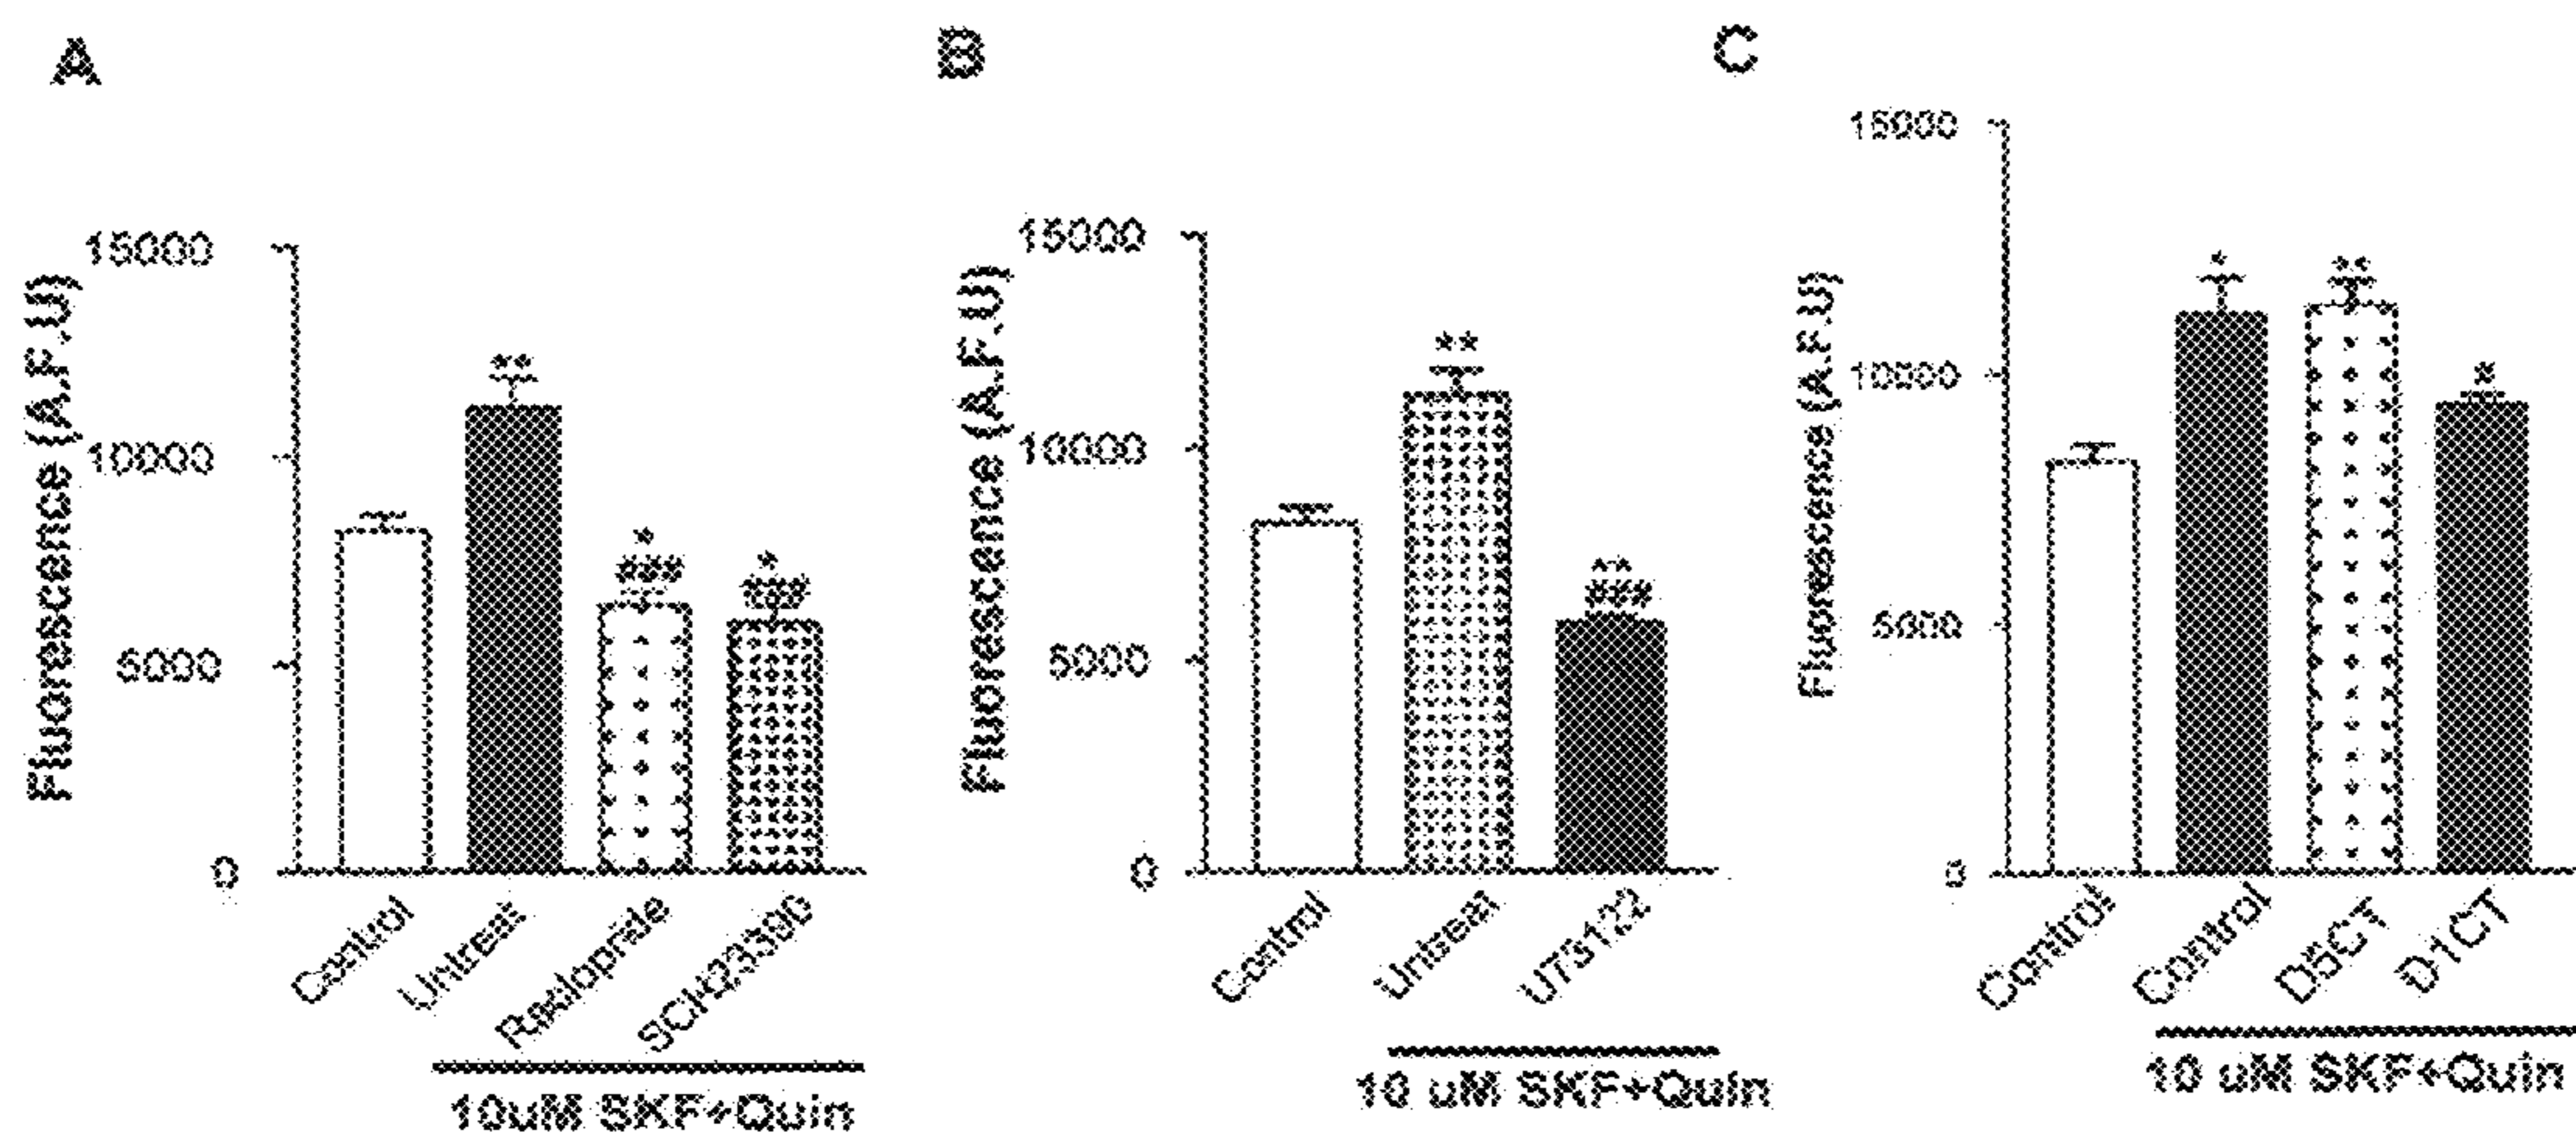 A
Fluorescence (A.F.U)
15000
10000
5000
0
**
*
###
*
###
Control
Untreat
Raclopride
SCH23390
10uM SKF+Quin
B
Fluorescence (A.F.U)
15000
10000
5000
0
**
**
###
Control
Untreat
U73122
10 uM SKF+Quin
C
Fluorescence (A.F.U)
15000
10000
5000
0
*
**
Control
Control
D5CT
D1CT
10 uM SKF+Quin